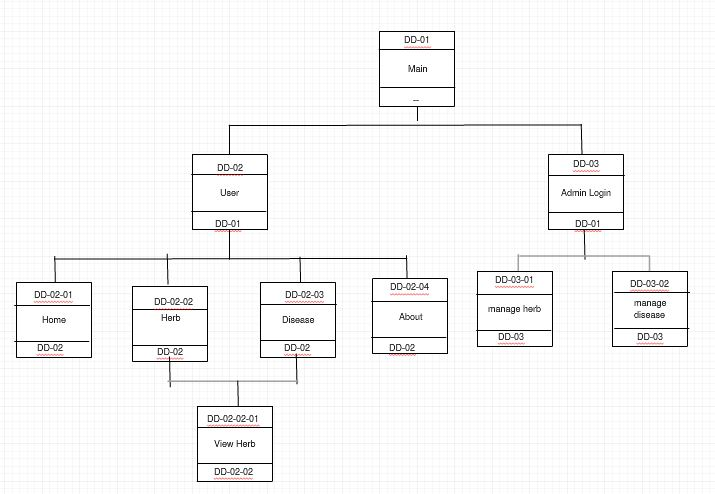 DD-01
Main
--
DD-02
User
DD-01
DD-03
Admin Login
DD-01
DD-02-01
Home
DD-02
DD-02-02
Herb
DD-02
DD-02-03
Disease
DD-02
DD-02-04
About
DD-02
DD-03-01
manage herb
DD-03
DD-03-02
manage
disease
DD-03
DD-02-02-01
View Herb
DD-02-02